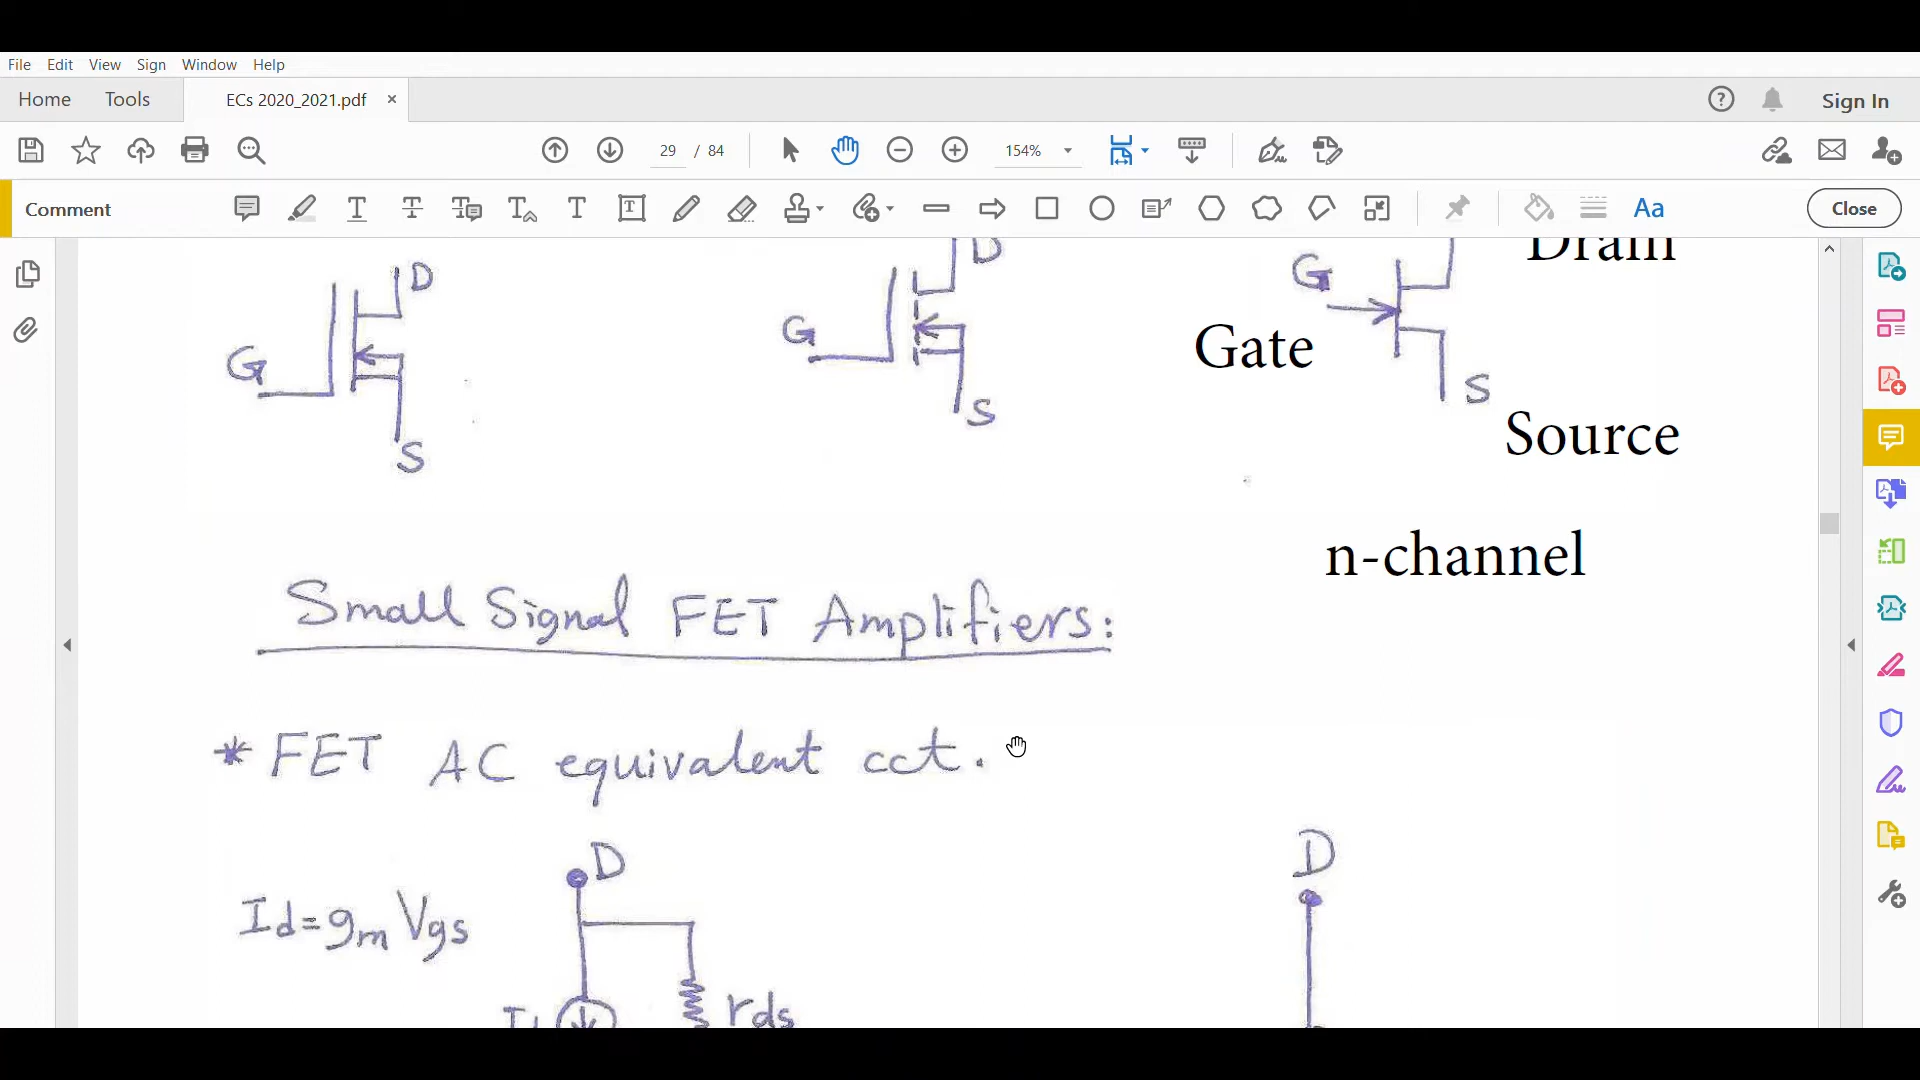 File Edit View Sign Window Help
Home Tools ECs 2020_2021.pdf × Sign In
29 / 84 154%
Comment Aa Close
D D Drain
G G G
Gate
S S S
Source
n-channel
Small Signal FET Amplifiers:
* FET AC equivalent cct.
D D
Id=gm Vgs
rds